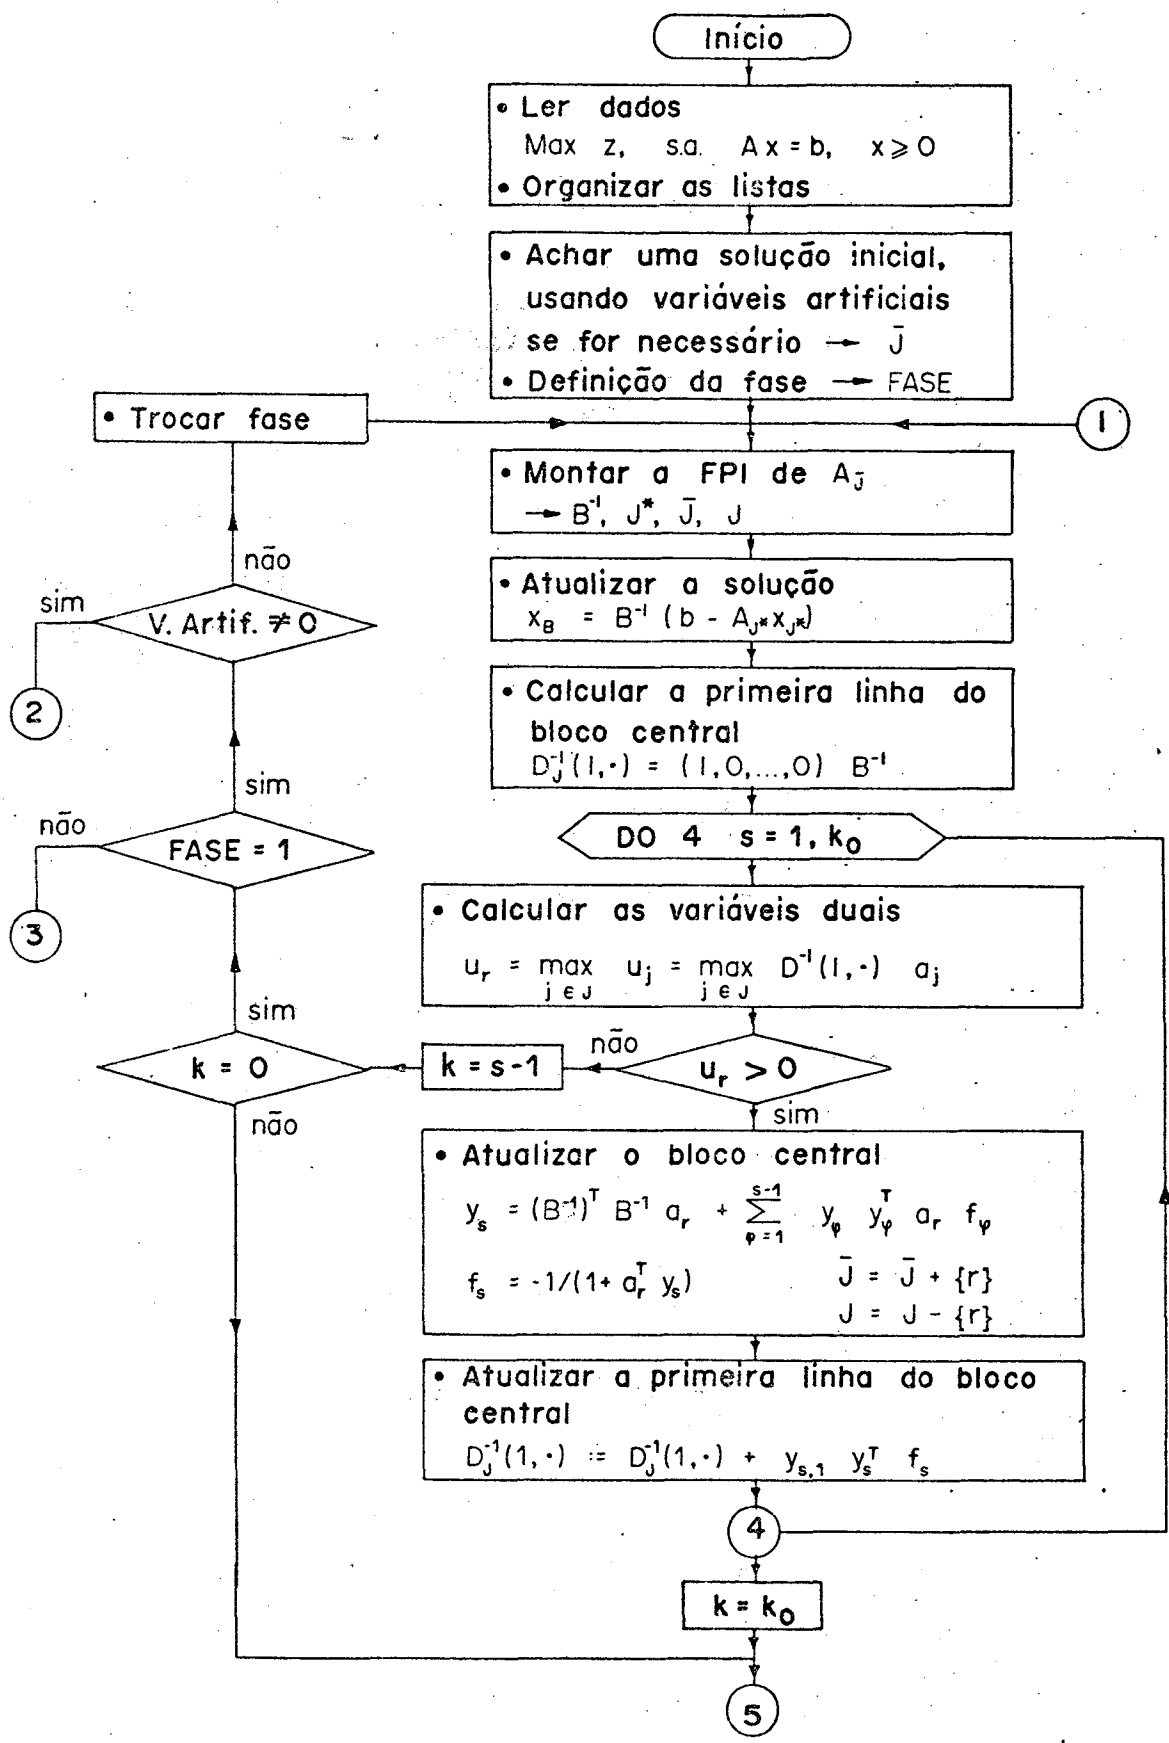 Início
• Ler dados
Max z, s.a. Ax = b, x ⩾ 0
• Organizar as listas
• Achar uma solução inicial,
usando variáveis artificiais
se for necessário → J̄
• Definição da fase → FASE
• Trocar fase
1
• Montar a FPI de A_J̄
→ B⁻¹, J*, J̄, J
não
• Atualizar a solução
x_B = B⁻¹ (b - A_J* x_J*)
sim
V. Artif. ≠ 0
2
• Calcular a primeira linha do
bloco central
D_J⁻¹(1,·) = (1,0,...,0) B⁻¹
sim
não
FASE = 1
DO 4 s = 1, k₀
3
• Calcular as variáveis duais
u_r = max u_j = max D⁻¹(1,·) a_j
j ∈ J j ∈ J
sim
k = 0
k = s-1
não
u_r > 0
não
sim
• Atualizar o bloco central
y_s = (B⁻¹)ᵀ B⁻¹ a_r + Σ y_φ y_φᵀ a_r f_φ
s-1
φ = 1
f_s = -1/(1+ a_rᵀ y_s) J̄ = J̄ + {r}
J = J - {r}
• Atualizar a primeira linha do bloco
central
D_J⁻¹(1,·) := D_J⁻¹(1,·) + y_s,1 y_sᵀ f_s
4
k = k₀
5